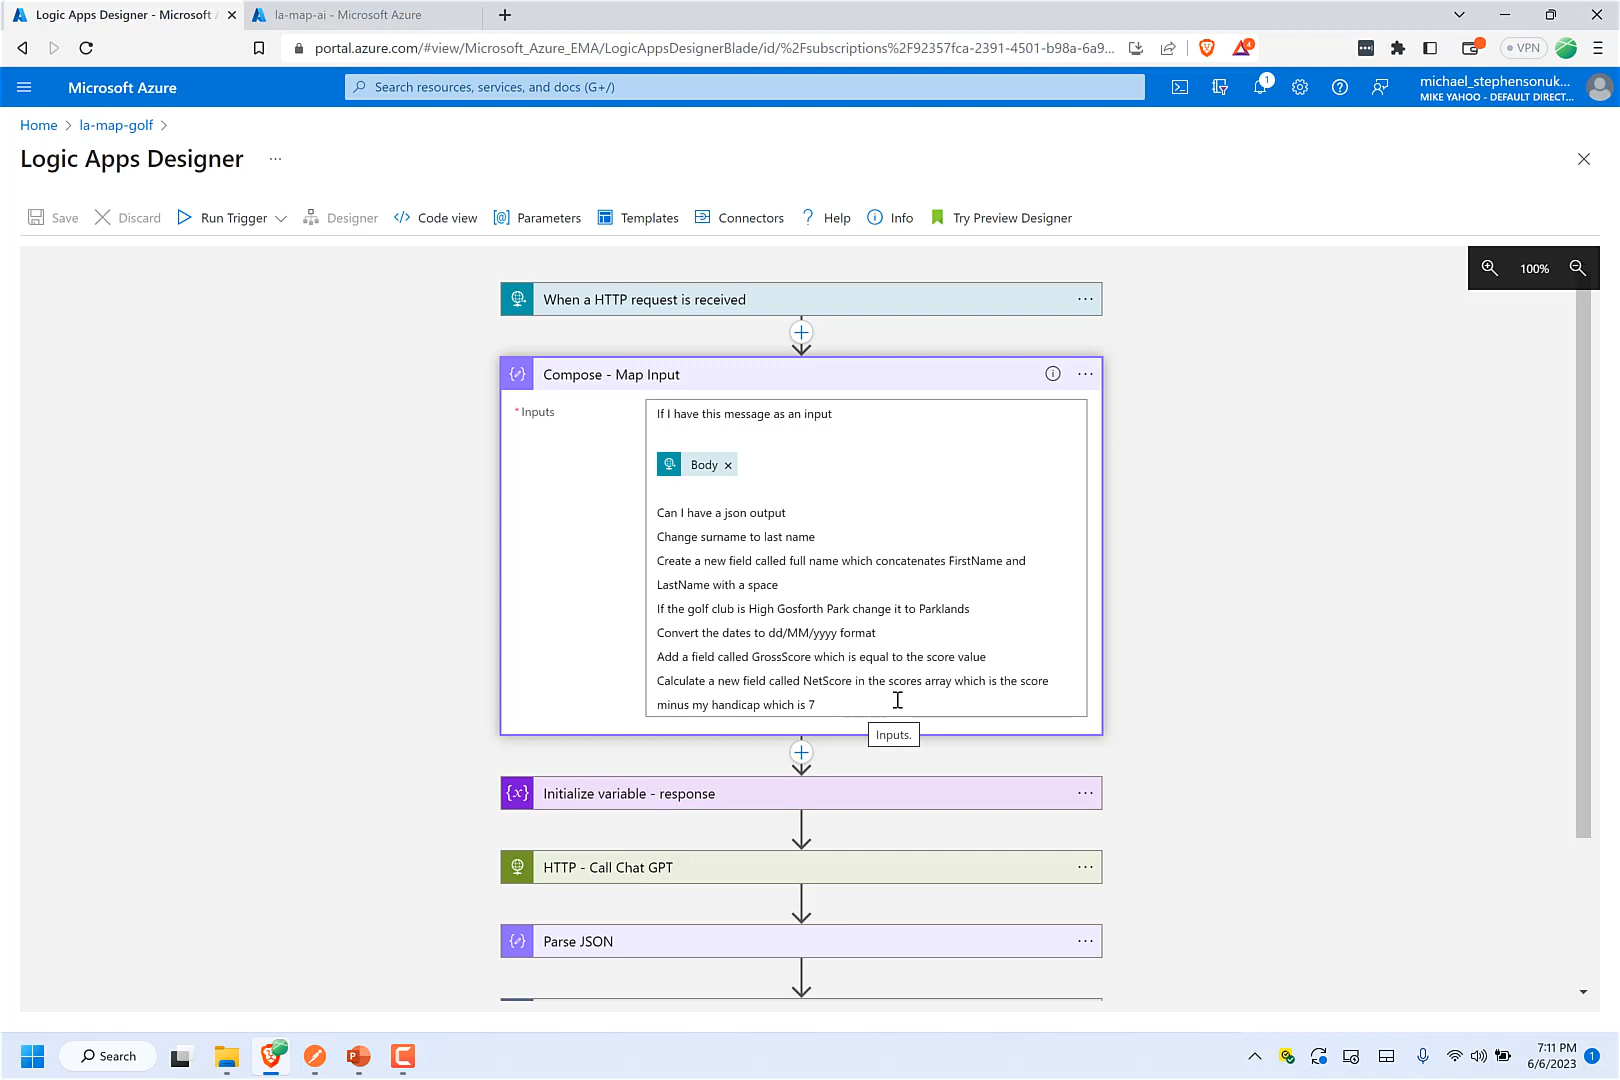 Logic Apps Designer - Microsoft
la-map-ai - Microsoft Azure
portal.azure.com/#view/Microsoft_Azure_EMA/LogicAppsDesignerBlade/id/%2Fsubscriptions%2F92357fca-2391-4501-b98a-6a9...
4
VPN
Microsoft Azure
Search resources, services, and docs (G+/)
1
michael_stephensonuk...
MIKE YAHOO - DEFAULT DIRECT...
Home > la-map-golf >
Logic Apps Designer ...
Save Discard Run Trigger Designer Code view Parameters Templates Connectors Help Info Try Preview Designer
100%
When a HTTP request is received
Compose - Map Input
* Inputs
If I have this message as an input
Body
Can I have a json output
Change surname to last name
Create a new field called full name which concatenates FirstName and
LastName with a space
If the golf club is High Gosforth Park change it to Parklands
Convert the dates to dd/MM/yyyy format
Add a field called GrossScore which is equal to the score value
Calculate a new field called NetScore in the scores array which is the score
minus my handicap which is 7
Inputs.
Initialize variable - response
HTTP - Call Chat GPT
Parse JSON
Search
7:11 PM
6/6/2023
1